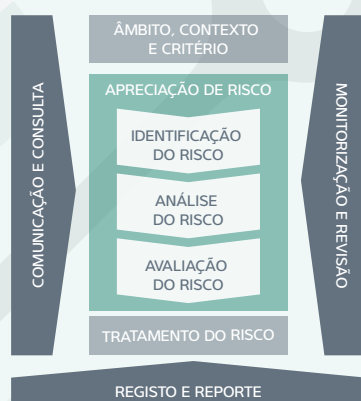 ÂMBITO, CONTEXTO
E CRITÉRIO
COMUNICAÇÃO E CONSULTA
APRECIAÇÃO DE RISCO
IDENTIFICAÇÃO
DO RISCO
ANÁLISE
DO RISCO
AVALIAÇÃO
DO RISCO
MONITORIZAÇÃO E REVISÃO
TRATAMENTO DO RISCO
REGISTO E REPORTE